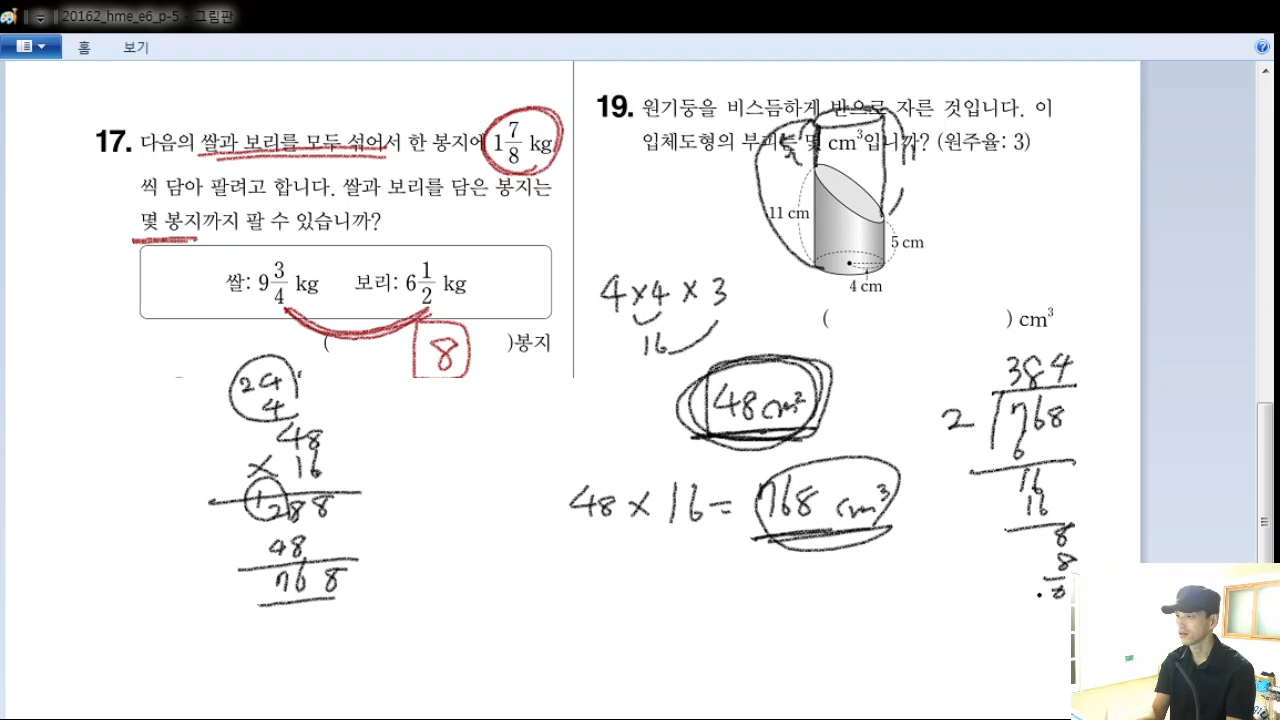 20162_hme_e6_p-5 - 그림판
홈 보기
17. 다음의 쌀과 보리를 모두 섞어서 한 봉지에 1 7/8 kg
씩 담아 팔려고 합니다. 쌀과 보리를 담은 봉지는
몇 봉지까지 팔 수 있습니까?
쌀: 9 3/4 kg 보리: 6 1/2 kg
( 8 )봉지
24
4
48
× 16
288
48
768
19. 원기둥을 비스듬하게 반으로 자른 것입니다. 이
입체도형의 부피는 몇 cm³입니까? (원주율: 3)
11 cm
5 cm
4 cm
( ) cm³
4 × 4 × 3
16
48 cm²
48 × 16 = 768 cm³
384
2 768
6
16
16
8
8